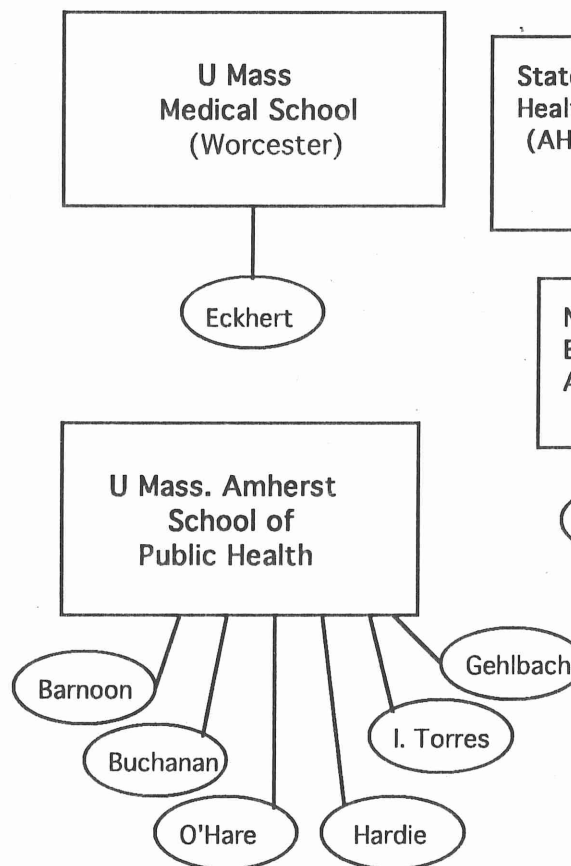 U Mass
Medical School
(Worcester)
Eckhert
U Mass. Amherst
School of
Public Health
Barnoon
Buchanan
O'Hare
Hardie
I. Torres
Gehlbach